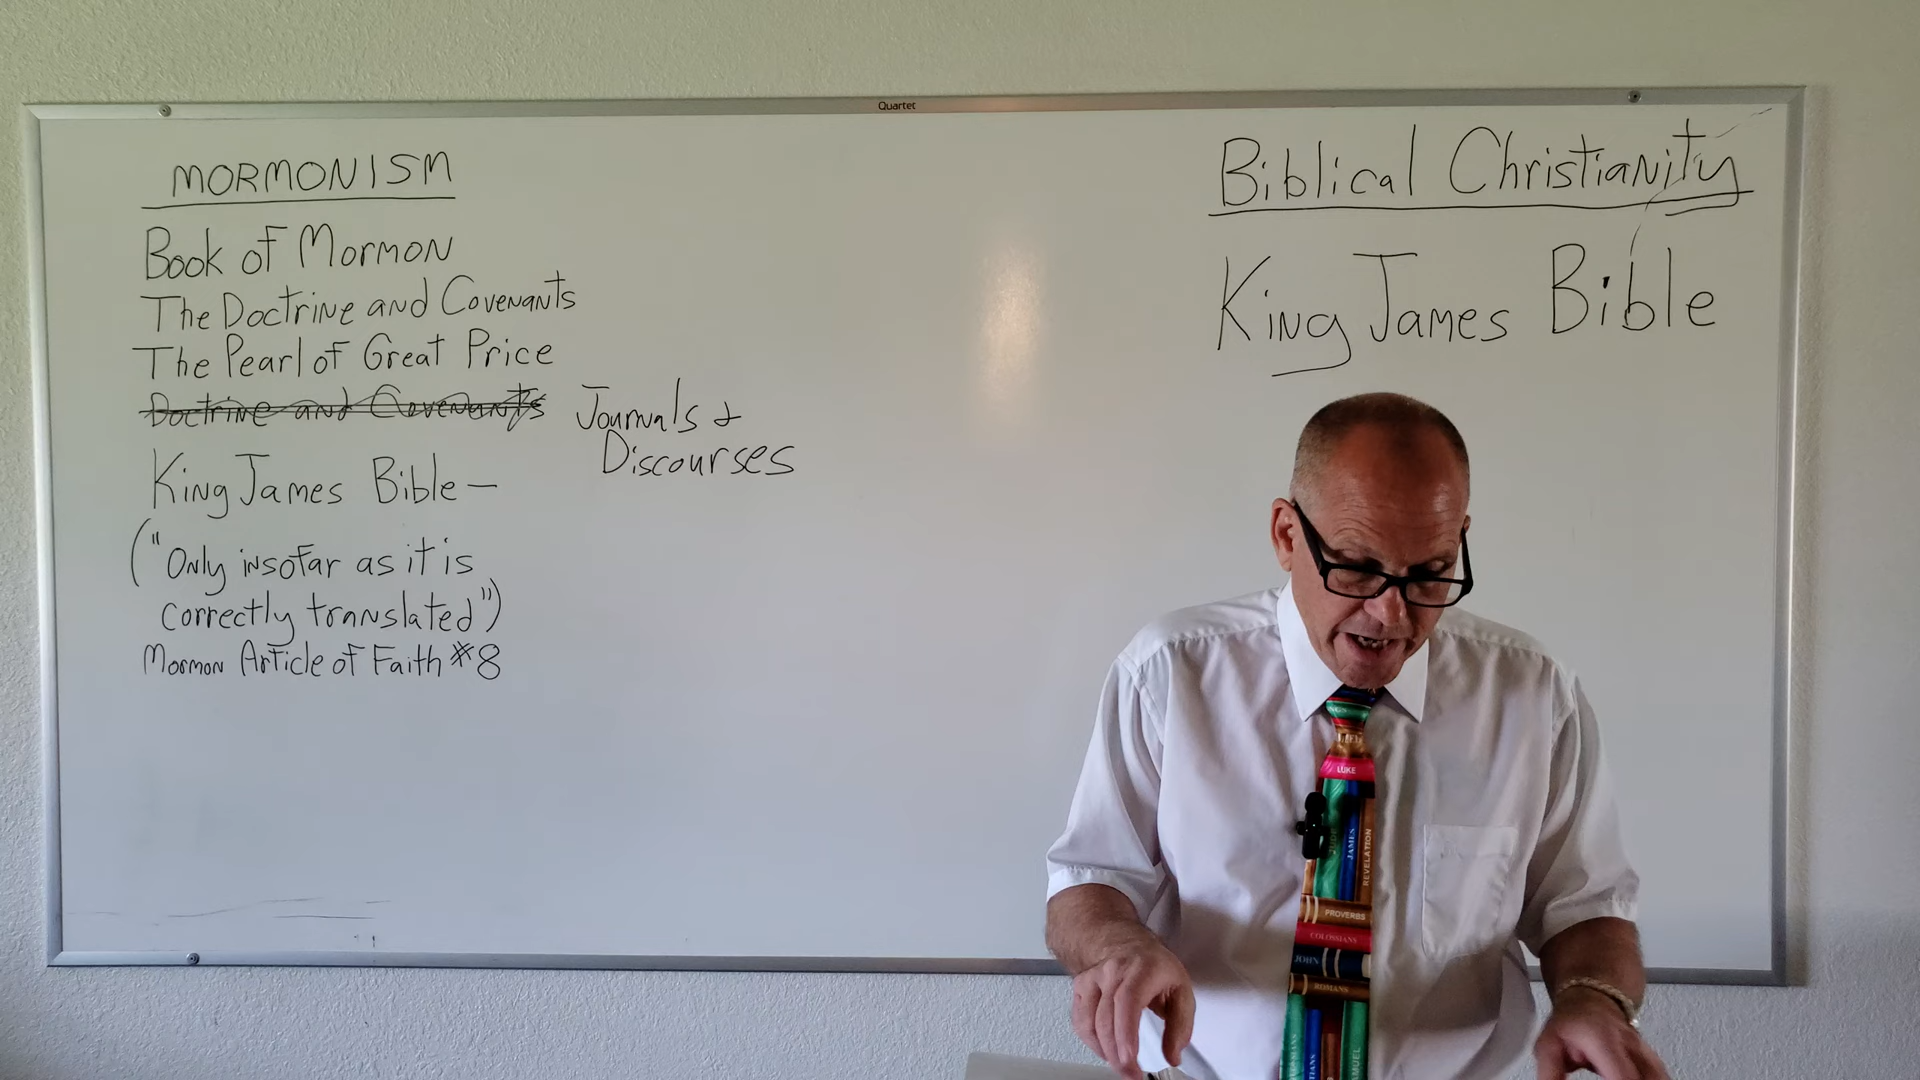 Quartet
MORMONISM
Book of Mormon
The Doctrine and Covenants
The Pearl of Great Price
Doctrine and Covenants
Journals +
Discourses
King James Bible —
("Only insofar as it is
correctly translated")
Mormon Article of Faith #8
Biblical Christianity
King James Bible
LUKE
JUDE
JAMES
REVELATION
PROVERBS
COLOSSIANS
JOHN
ROMANS